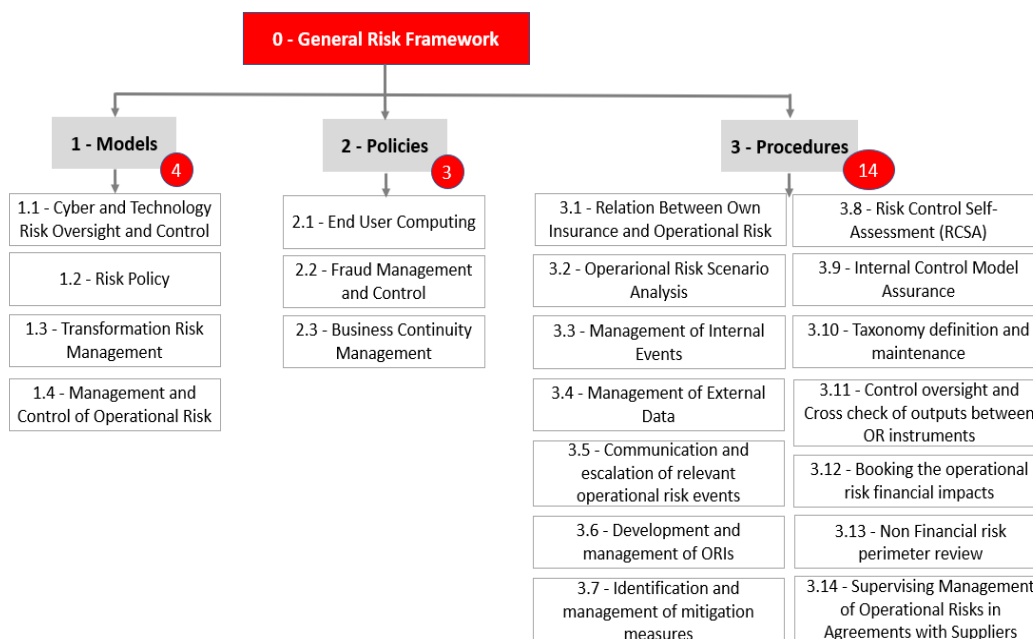 0 - General Risk Framework
1 - Models
4
2 - Policies
3
3 - Procedures
14
1.1 - Cyber and Technology
Risk Oversight and Control
1.2 - Risk Policy
1.3 - Transformation Risk
Management
1.4 - Management and
Control of Operational Risk
2.1 - End User Computing
2.2 - Fraud Management
and Control
2.3 - Business Continuity
Management
3.1 - Relation Between Own
Insurance and Operational Risk
3.2 - Operarional Risk Scenario
Analysis
3.3 - Management of Internal
Events
3.4 - Management of External
Data
3.5 - Communication and
escalation of relevant
operational risk events
3.6 - Development and
management of ORIs
3.7 - Identification and
management of mitigation
measures
3.8 - Risk Control Self-
Assessment (RCSA)
3.9 - Internal Control Model
Assurance
3.10 - Taxonomy definition and
maintenance
3.11 - Control oversight and
Cross check of outputs between
OR instruments
3.12 - Booking the operational
risk financial impacts
3.13 - Non Financial risk
perimeter review
3.14 - Supervising Management
of Operational Risks in
Agreements with Suppliers